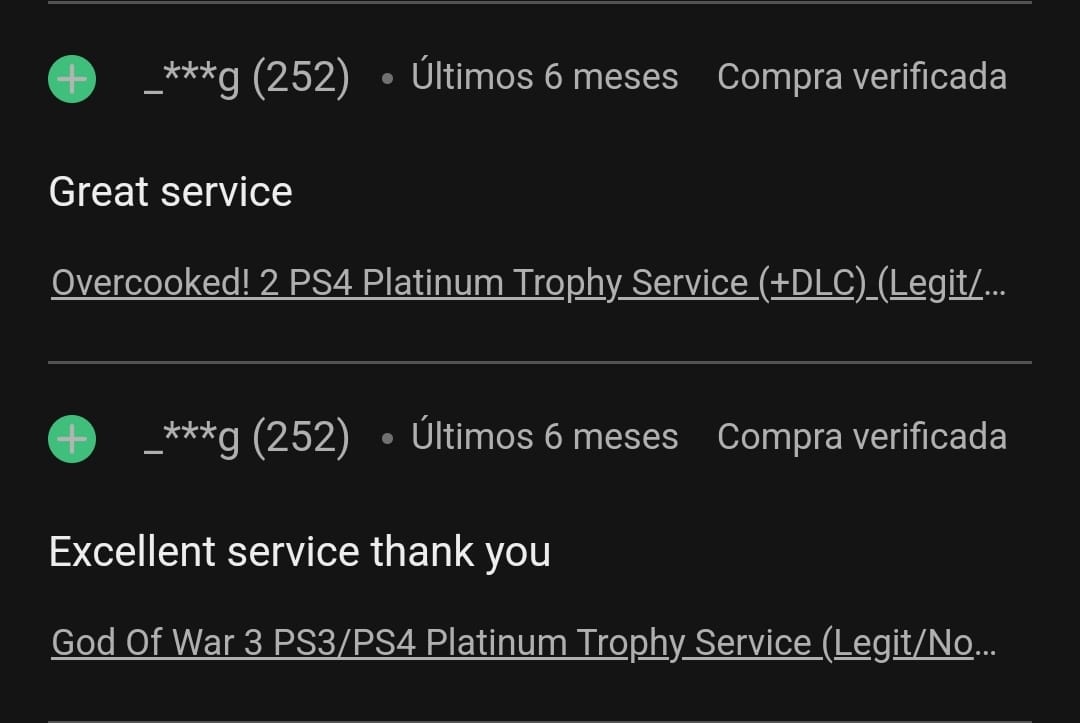 _***g (252) • Últimos 6 meses Compra verificada
Great service
Overcooked! 2 PS4 Platinum Trophy Service (+DLC) (Legit/...
_***g (252) • Últimos 6 meses Compra verificada
Excellent service thank you
God Of War 3 PS3/PS4 Platinum Trophy Service (Legit/No...